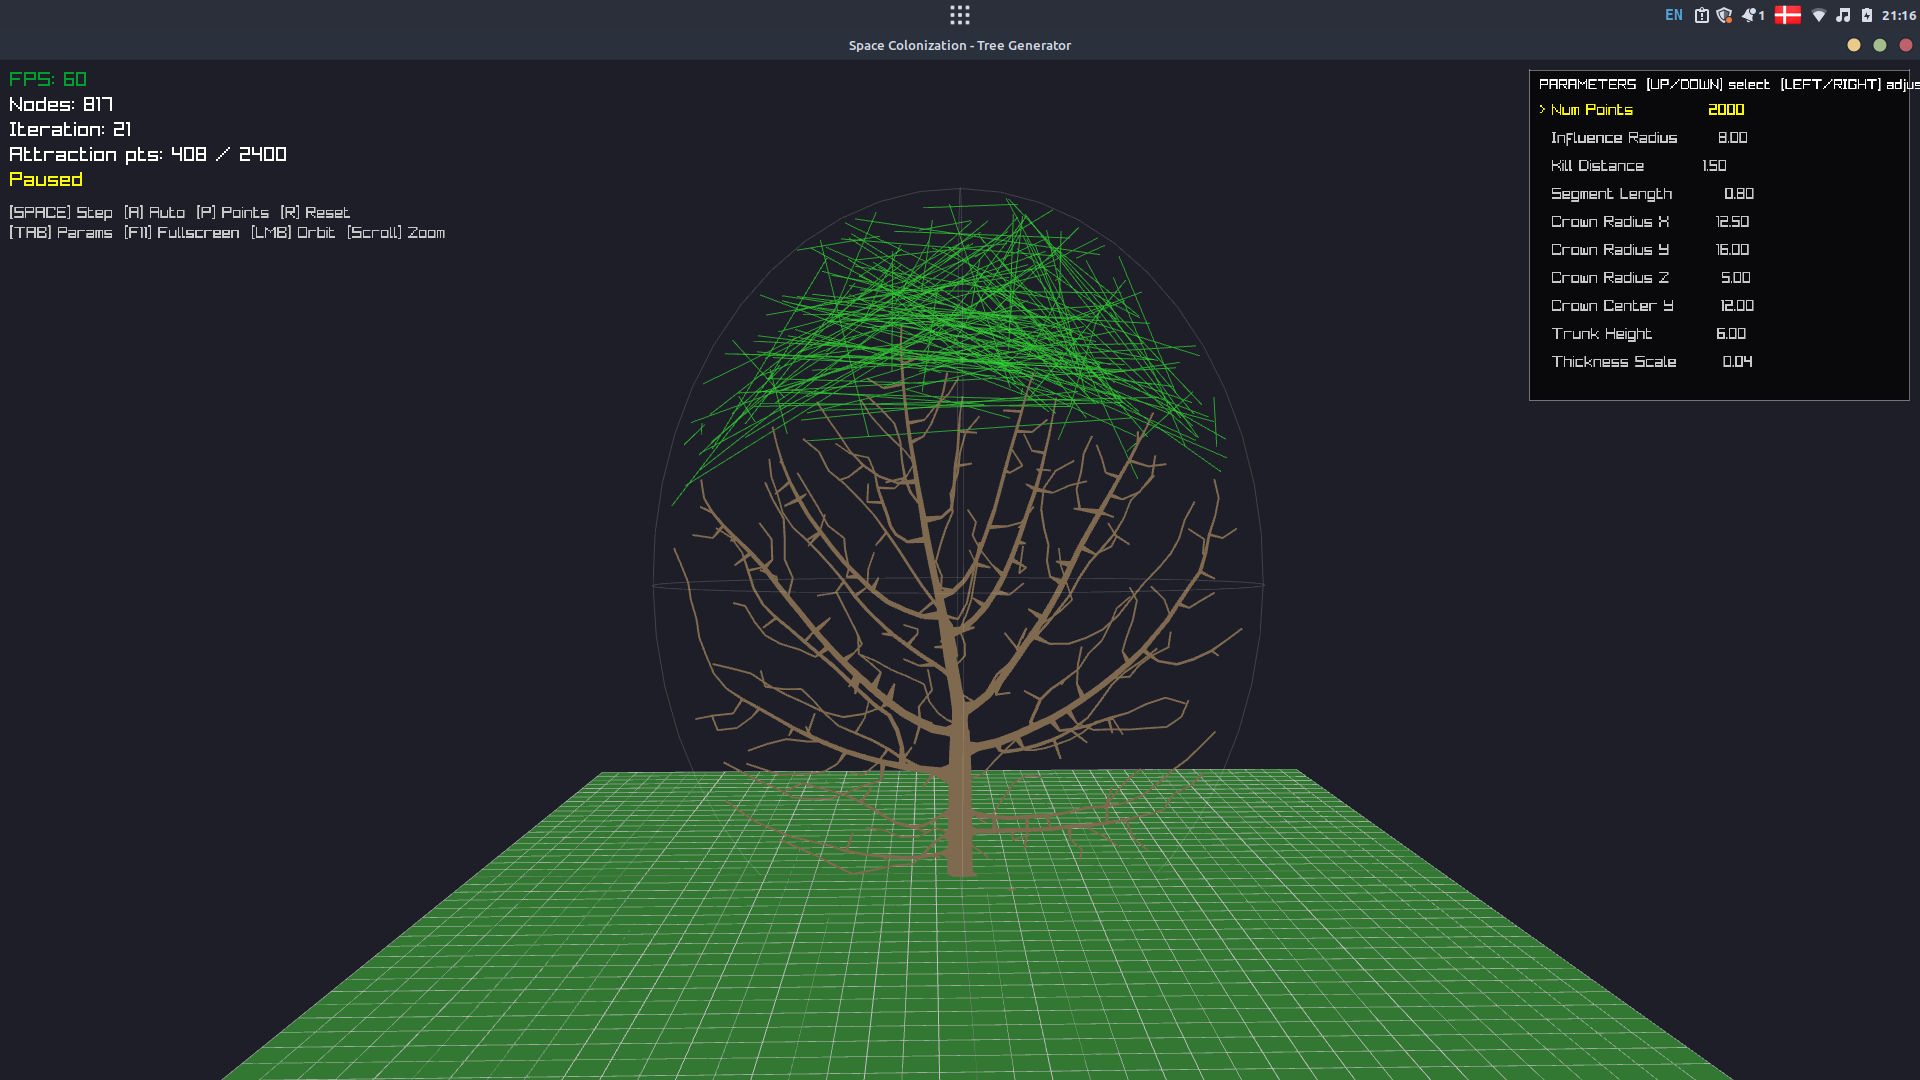 EN 1 21:16
Space Colonization - Tree Generator
FPS: 60
Nodes: 817
Iteration: 21
Attraction pts: 408 / 2400
Paused
[SPACE] Step [A] Auto [P] Points [R] Reset
[TAB] Params [F11] Fullscreen [LMB] Orbit [Scroll] Zoom
PARAMETERS [UP/DOWN] select [LEFT/RIGHT] adjus
> Num Points 2000
Influence Radius 8.00
Kill Distance 1.50
Segment Length 0.80
Crown Radius X 12.50
Crown Radius Y 16.00
Crown Radius Z 5.00
Crown Center Y 12.00
Trunk Height 6.00
Thickness Scale 0.04